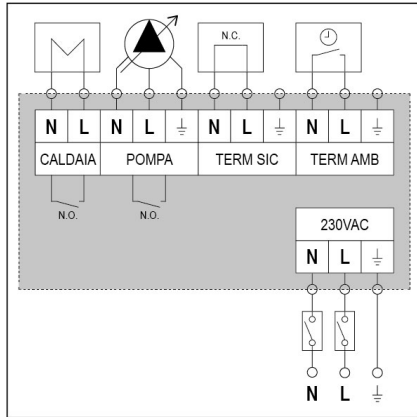 N.C.
N L ⏚ N L ⏚ N L ⏚ N L ⏚
CALDAIA POMPA TERM SIC TERM AMB
N.O. N.O.
230VAC
N L ⏚
N L ⏚